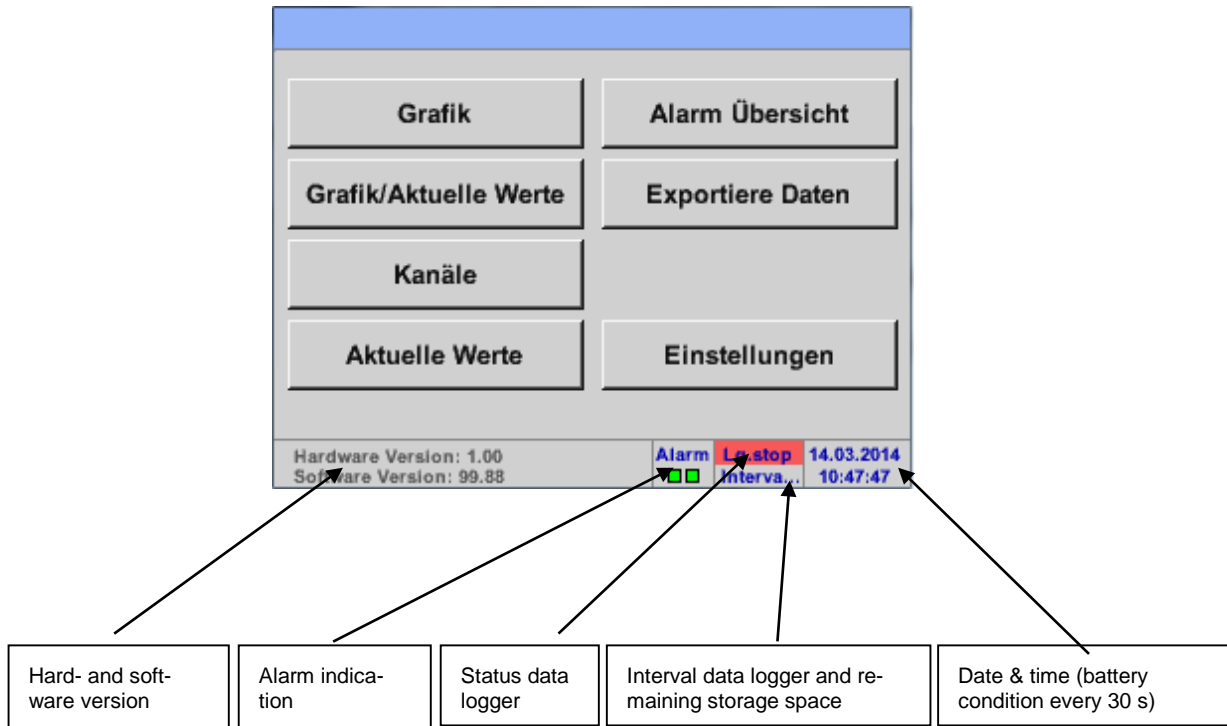 Grafik
Alarm Übersicht
Grafik/Aktuelle Werte
Exportiere Daten
Kanäle
Aktuelle Werte
Einstellungen
Hardware Version: 1.00
Software Version: 99.88
Alarm
Lg.stop
Interva...
14.03.2014
10:47:47
Hard- and soft-
ware version
Alarm indica-
tion
Status data
logger
Interval data logger and re-
maining storage space
Date & time (battery
condition every 30 s)